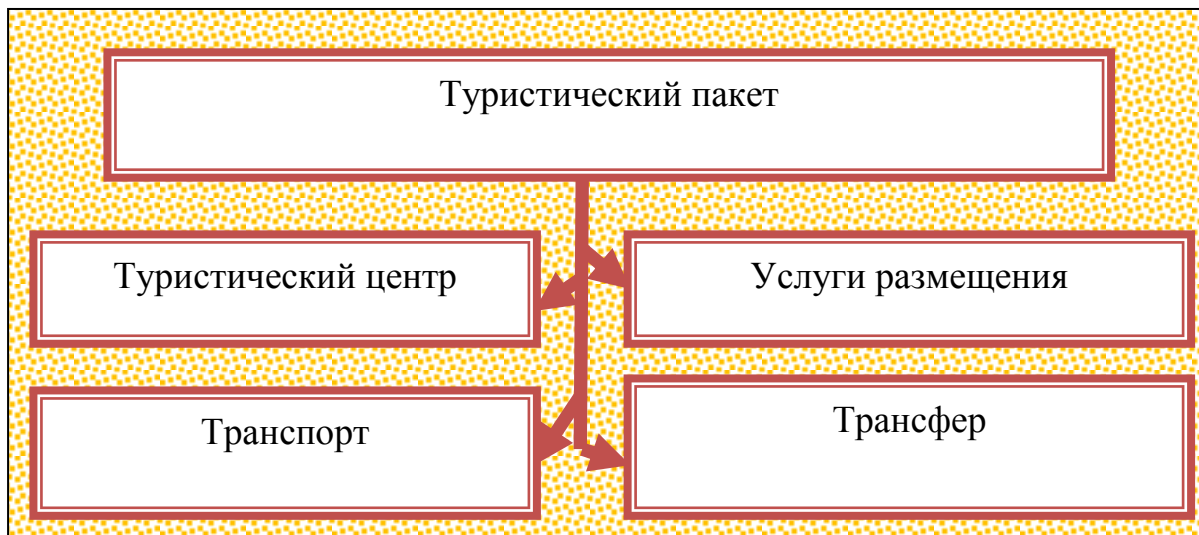 Туристический пакет
Туристический центр
Услуги размещения
Транспорт
Трансфер